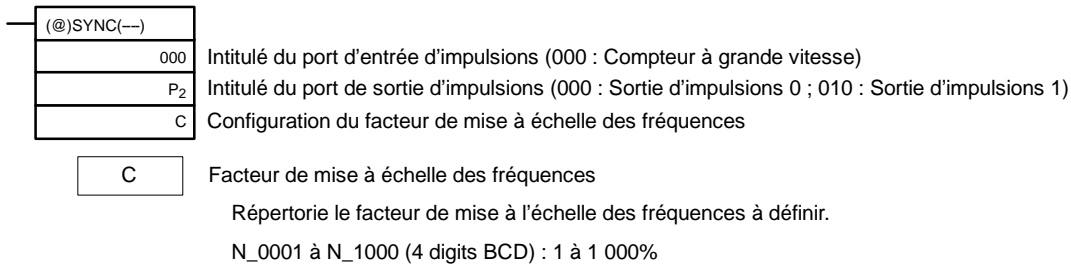 (@)SYNC(––)
000 Intitulé du port d'entrée d'impulsions (000 : Compteur à grande vitesse)
P2 Intitulé du port de sortie d'impulsions (000 : Sortie d'impulsions 0 ; 010 : Sortie d'impulsions 1)
C Configuration du facteur de mise à échelle des fréquences
C Facteur de mise à échelle des fréquences
Répertorie le facteur de mise à l'échelle des fréquences à définir.
N_0001 à N_1000 (4 digits BCD) : 1 à 1 000%